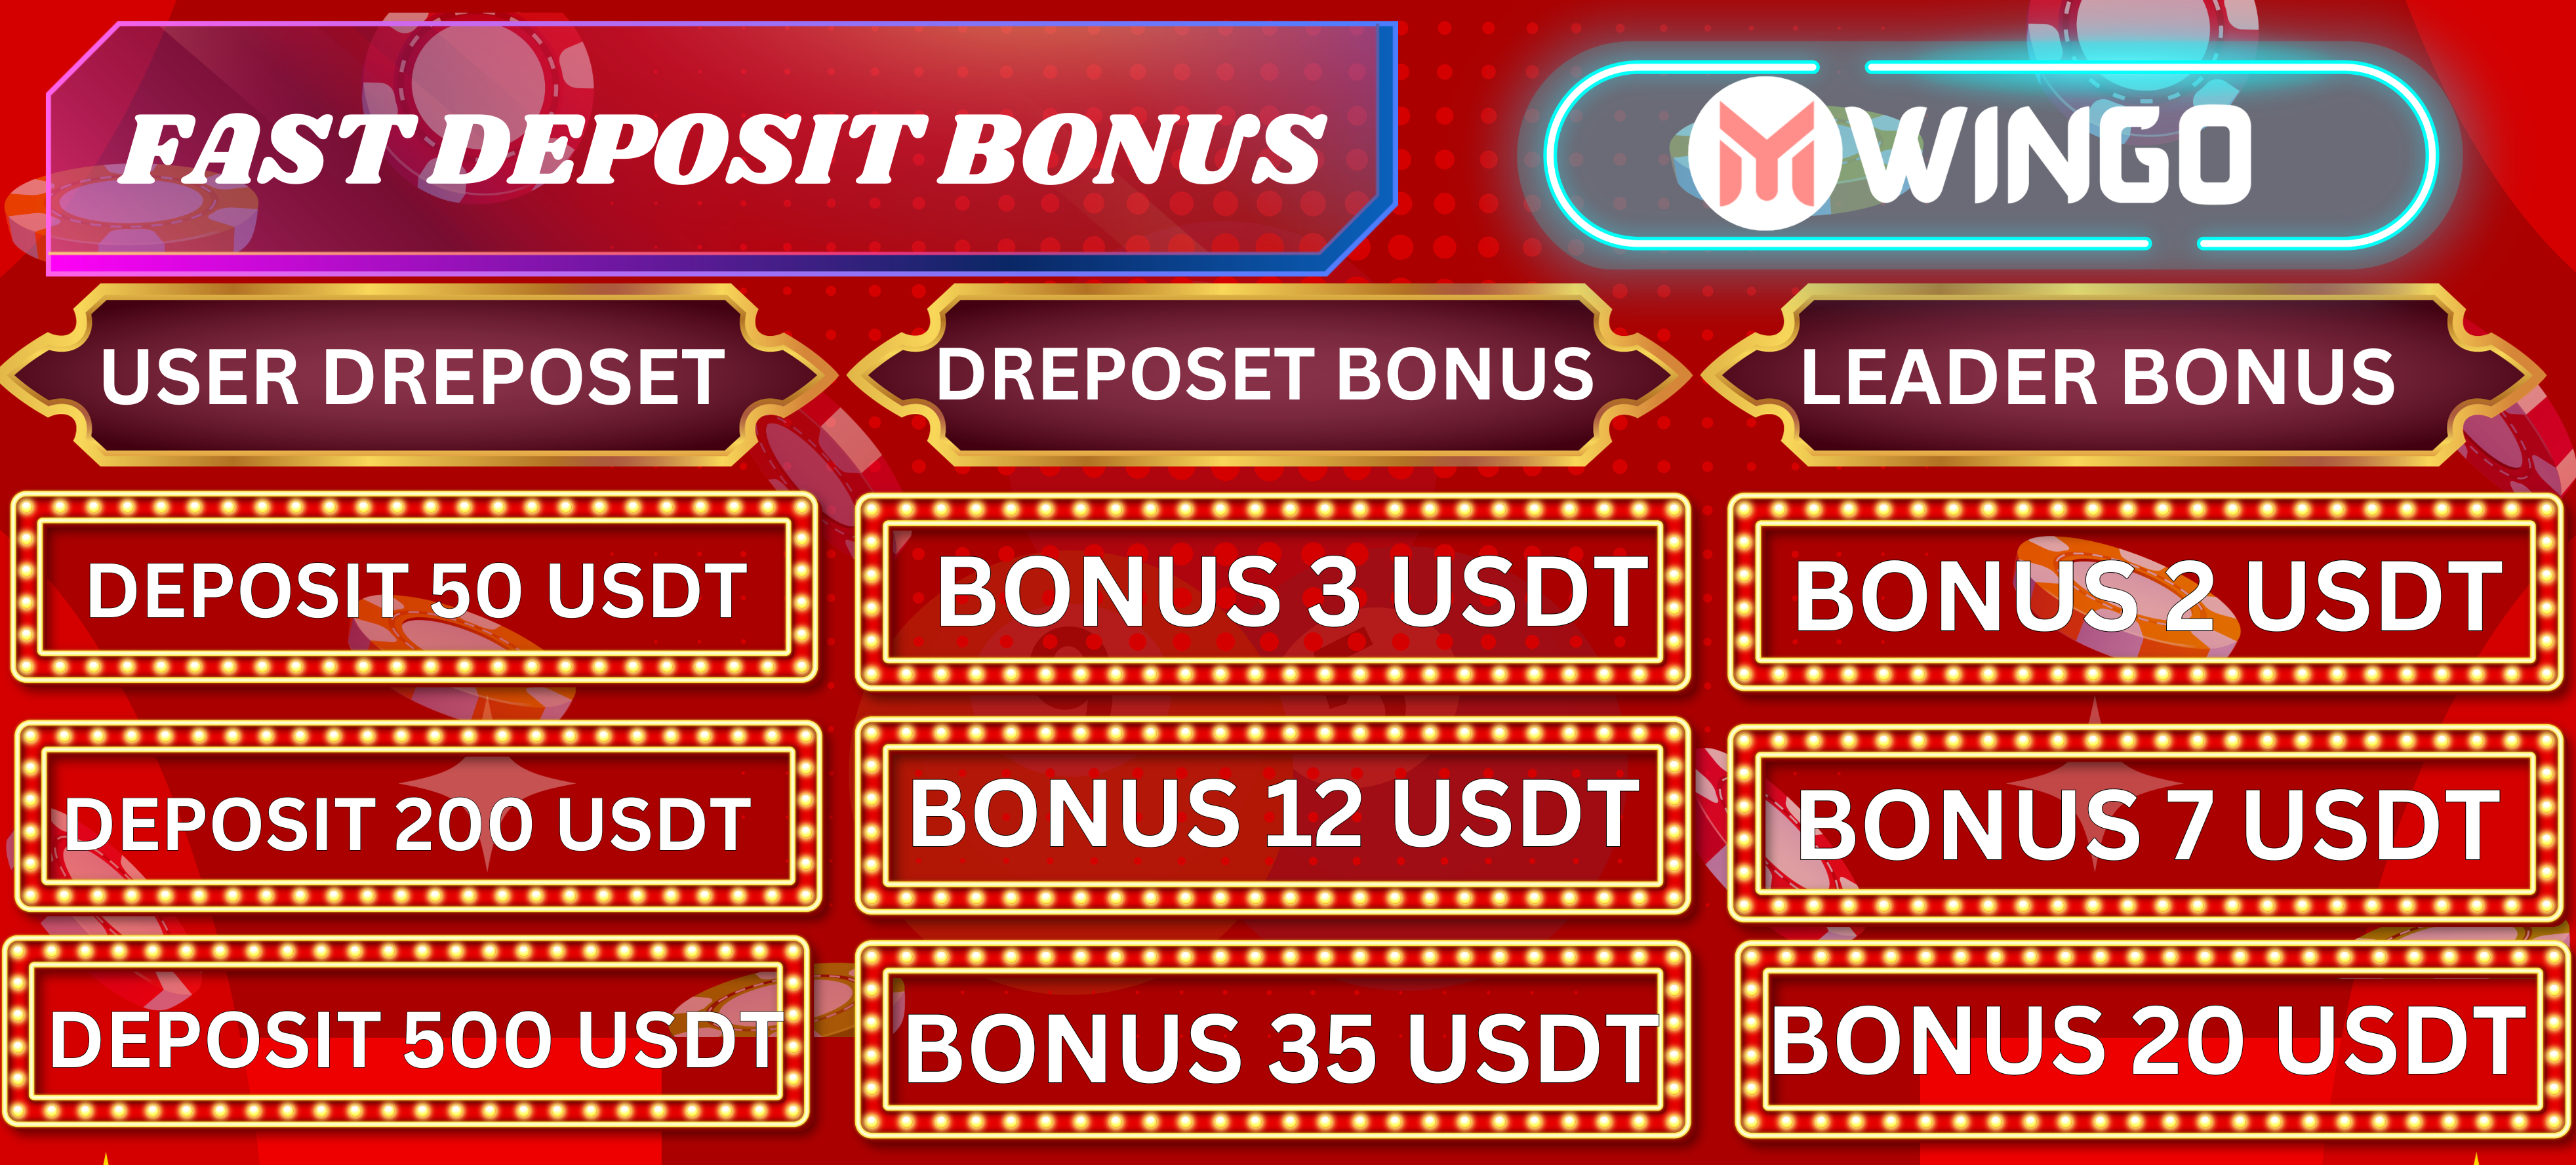 FAST DEPOSIT BONUS
WINGO
USER DREPOSET
DREPOSET BONUS
LEADER BONUS
DEPOSIT 50 USDT
BONUS 3 USDT
BONUS 2 USDT
DEPOSIT 200 USDT
BONUS 12 USDT
BONUS 7 USDT
DEPOSIT 500 USDT
BONUS 35 USDT
BONUS 20 USDT